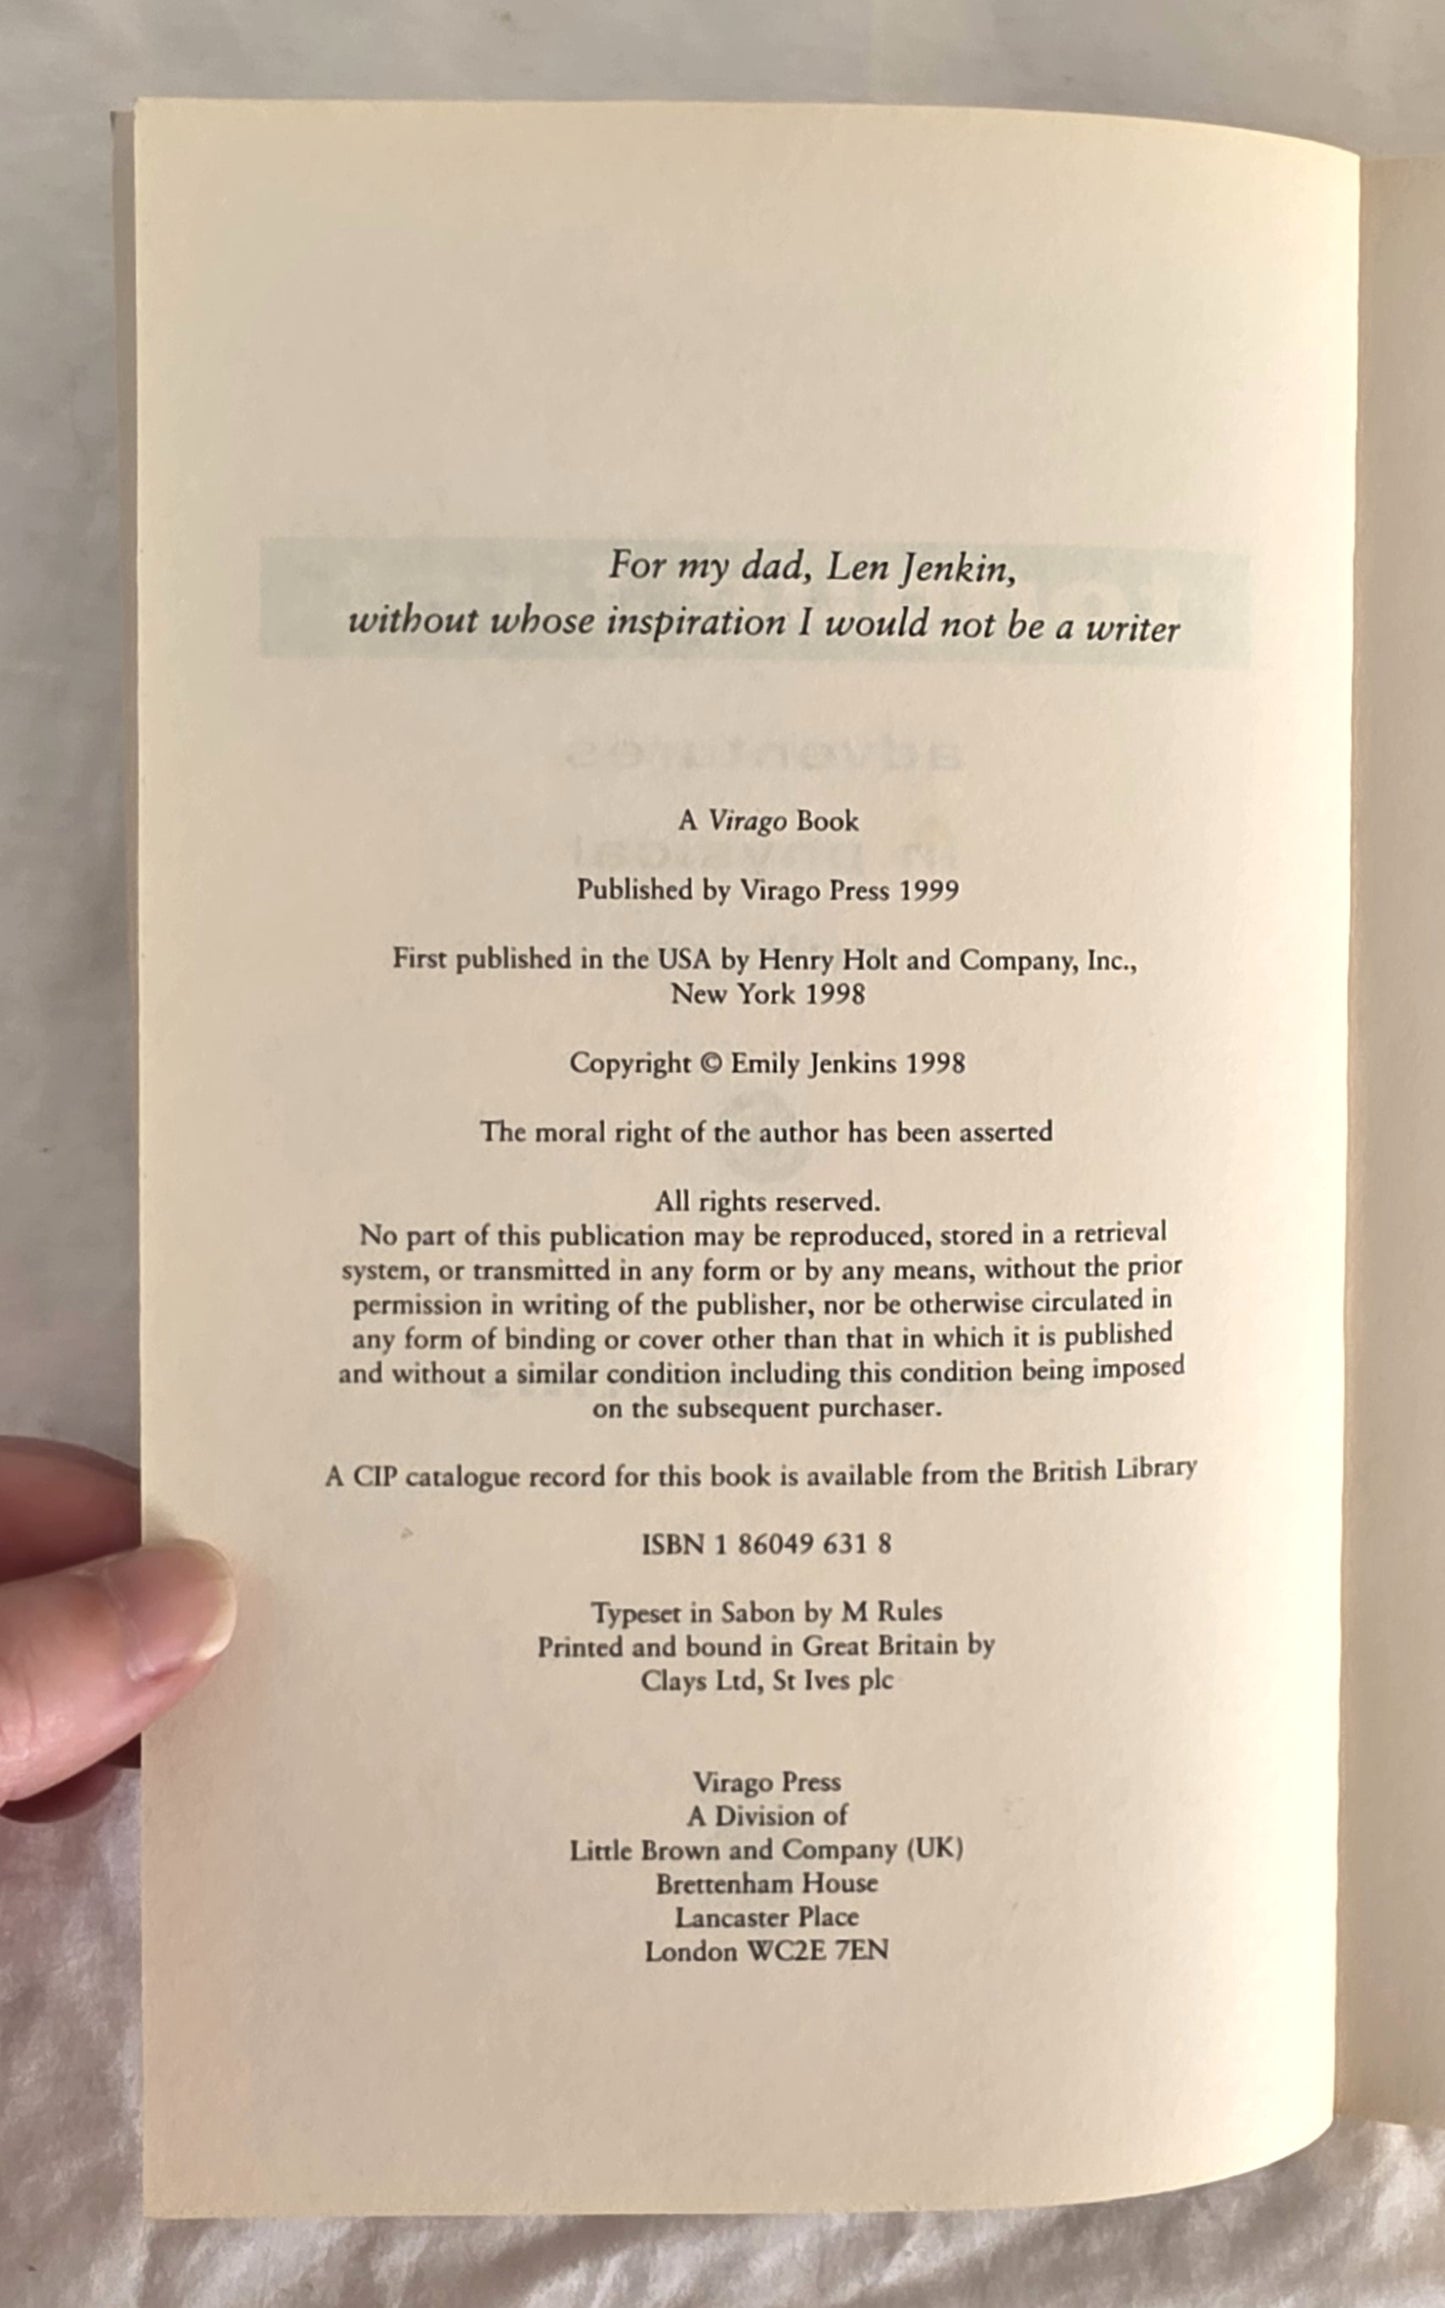 For my dad, Len Jenkin,
without whose inspiration I would not be a writer
adventures
in physical
A Virago Book
Published by Virago Press 1999
First published in the USA by Henry Holt and Company, Inc.,
New York 1998
Copyright © Emily Jenkins 1998
The moral right of the author has been asserted
All rights reserved.
No part of this publication may be reproduced, stored in a retrieval
system, or transmitted in any form or by any means, without the prior
permission in writing of the publisher, nor be otherwise circulated in
any form of binding or cover other than that in which it is published
and without a similar condition including this condition being imposed
on the subsequent purchaser.
A CIP catalogue record for this book is available from the British Library
ISBN 1 86049 631 8
Typeset in Sabon by M Rules
Printed and bound in Great Britain by
Clays Ltd, St Ives plc
Virago Press
A Division of
Little Brown and Company (UK)
Brettenham House
Lancaster Place
London WC2E 7EN